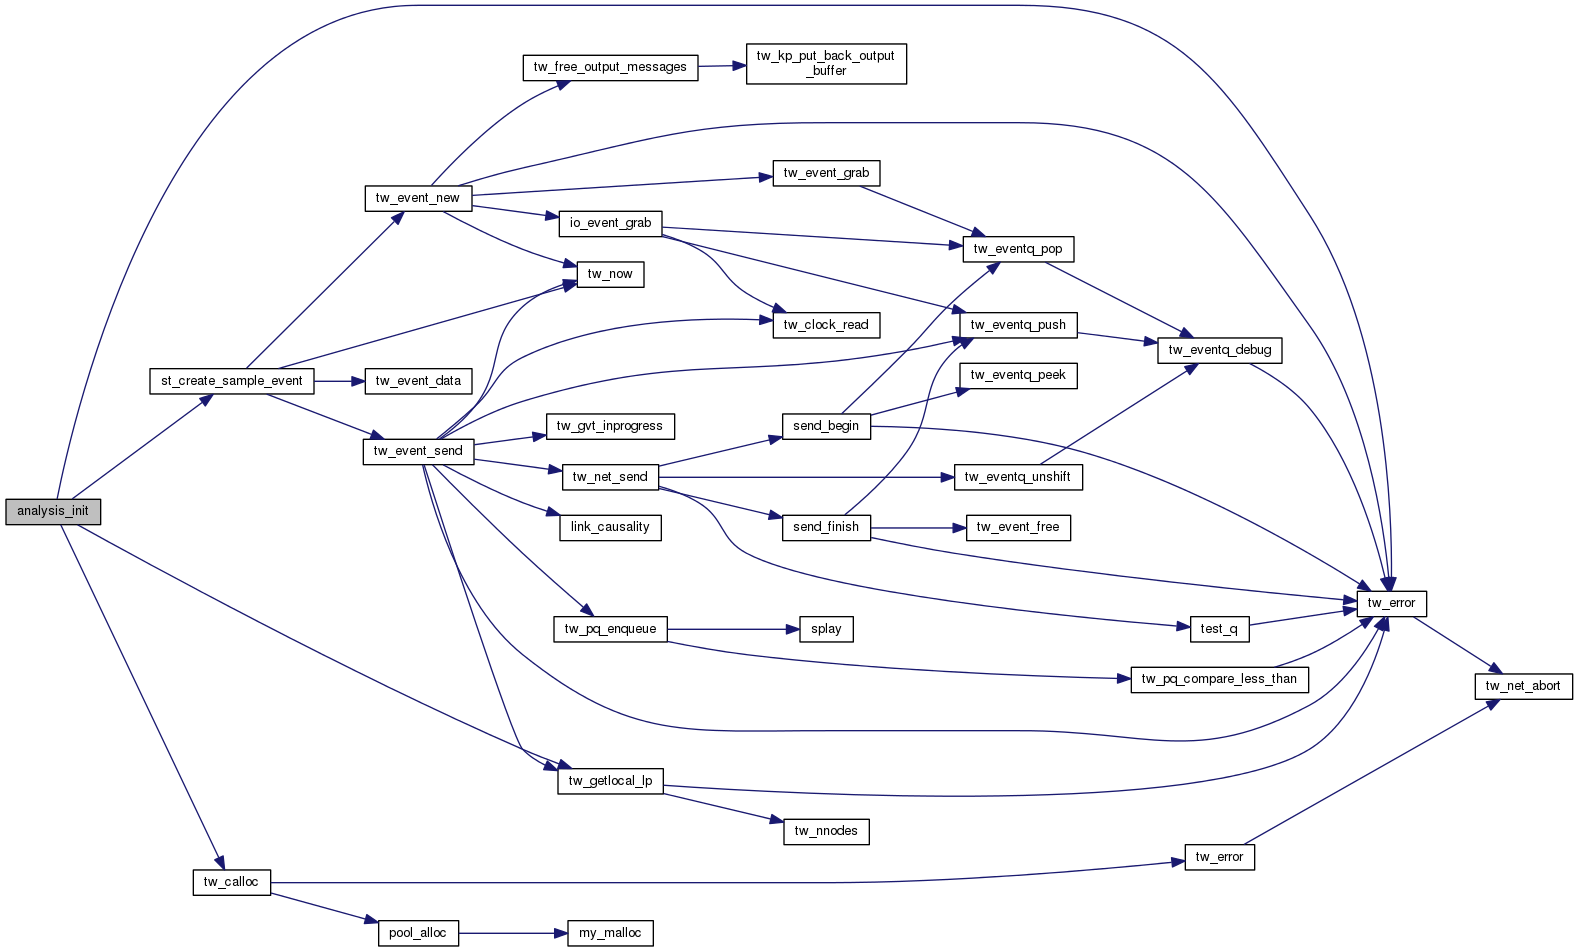 tw_free_output_messages
tw_kp_put_back_output
_buffer
tw_event_new
tw_event_grab
io_event_grab
tw_eventq_pop
tw_now
tw_clock_read
tw_eventq_push
tw_eventq_debug
st_create_sample_event
tw_event_data
tw_eventq_peek
tw_gvt_inprogress
send_begin
tw_event_send
tw_net_send
tw_eventq_unshift
analysis_init
link_causality
send_finish
tw_event_free
tw_error
tw_pq_enqueue
splay
test_q
tw_pq_compare_less_than
tw_net_abort
tw_getlocal_lp
tw_nnodes
tw_error
tw_calloc
pool_alloc
my_malloc